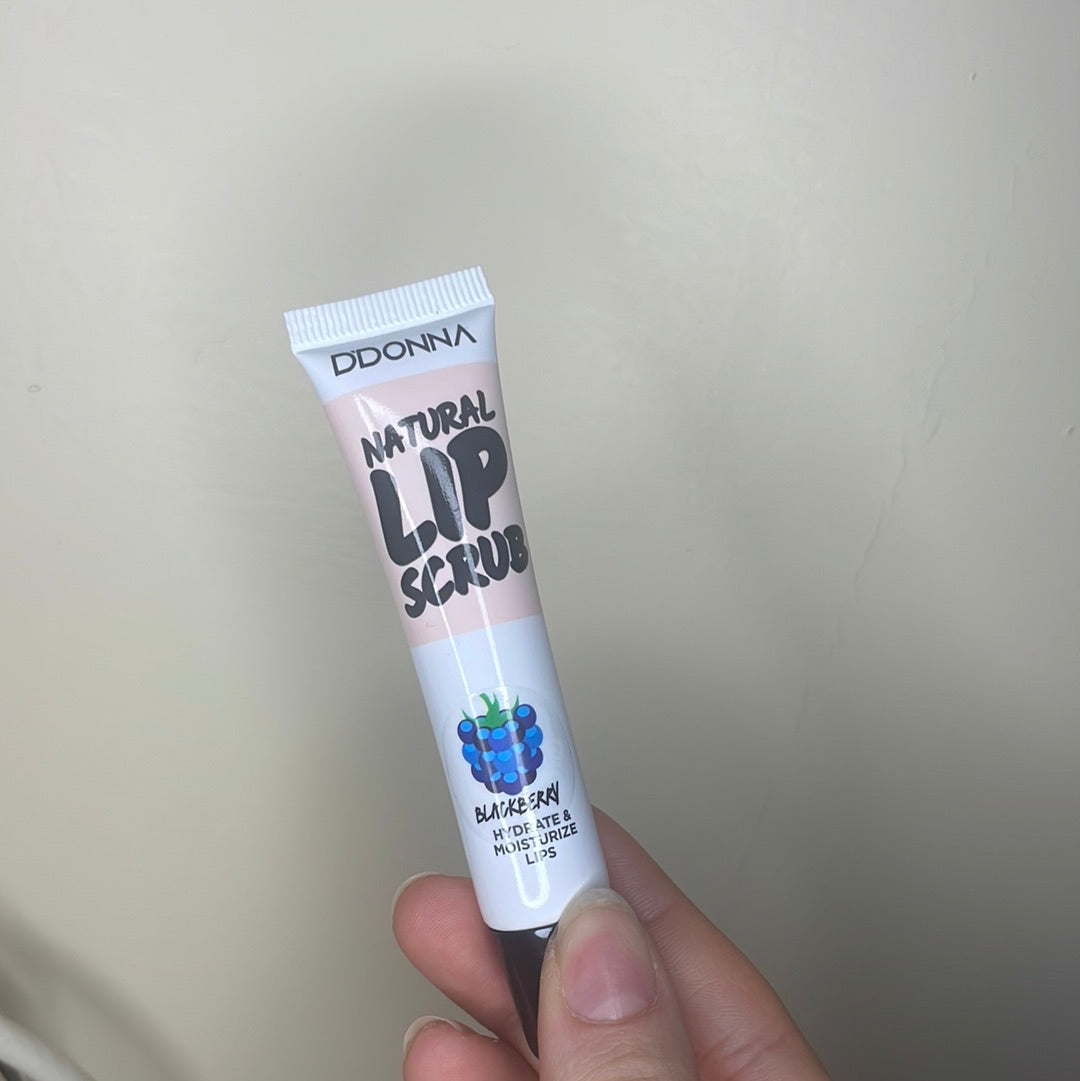 D'DONNA
NATURAL
LIP
SCRUB
BLACKBERRY
HYDRATE &
MOISTURIZE
LIPS